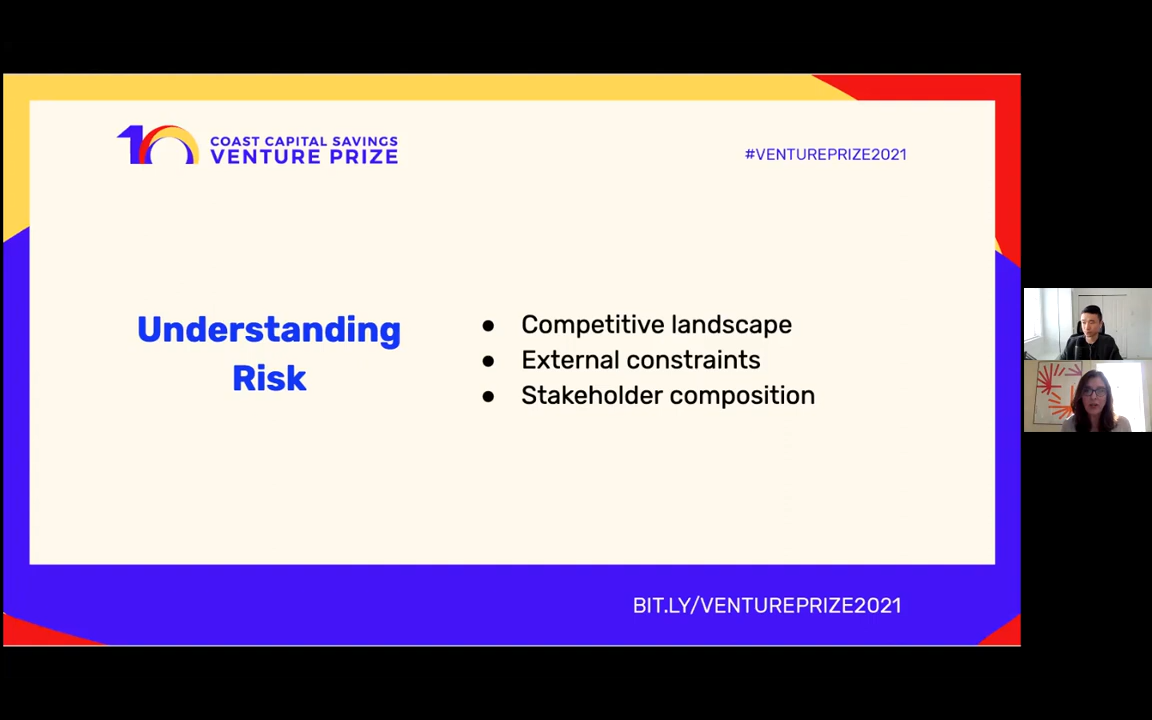 10 COAST CAPITAL SAVINGS
VENTURE PRIZE
#VENTUREPRIZE2021
Understanding
Risk
● Competitive landscape
● External constraints
● Stakeholder composition
BIT.LY/VENTUREPRIZE2021